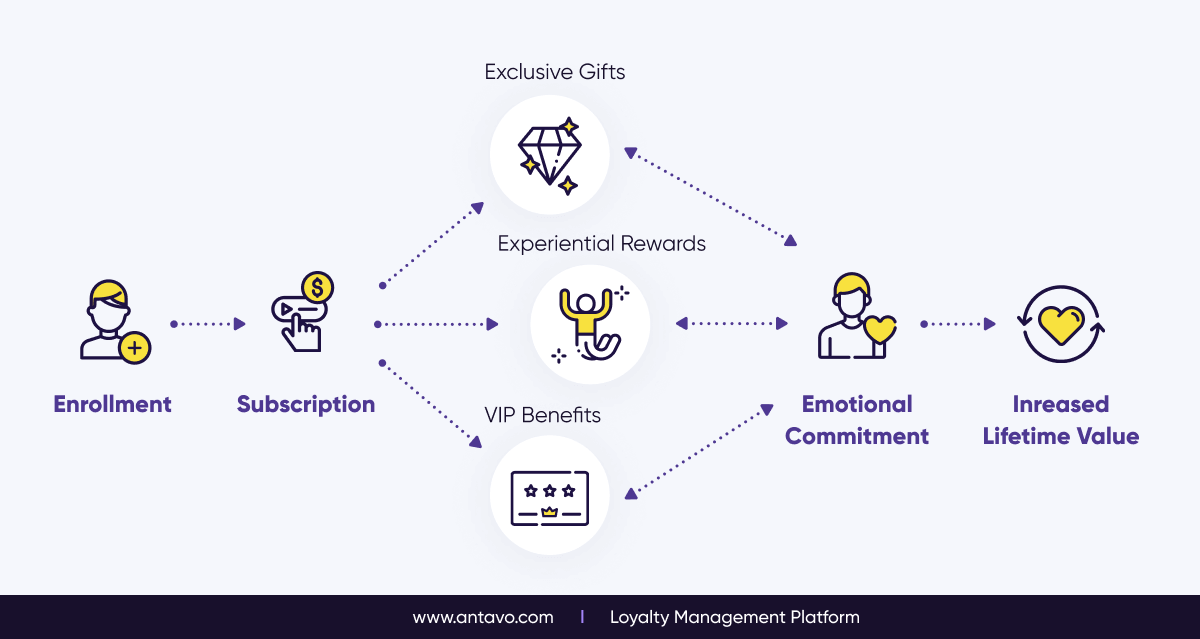 Exclusive Gifts
Experiential Rewards
Enrollment
Subscription
VIP Benefits
Emotional
Commitment
Inreased
Lifetime Value
www.antavo.com | Loyalty Management Platform